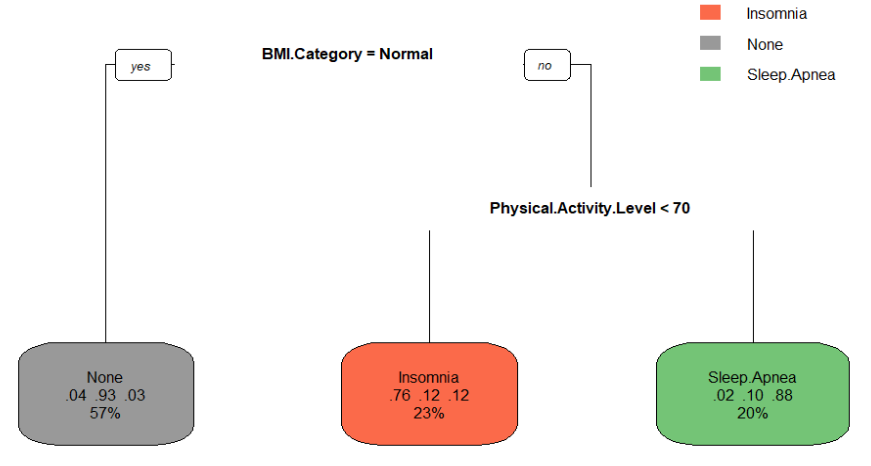 Insomnia
None
Sleep.Apnea
yes
BMI.Category = Normal
no
Physical.Activity.Level < 70
None
.04 .93 .03
57%
Insomnia
.76 .12 .12
23%
Sleep.Apnea
.02 .10 .88
20%